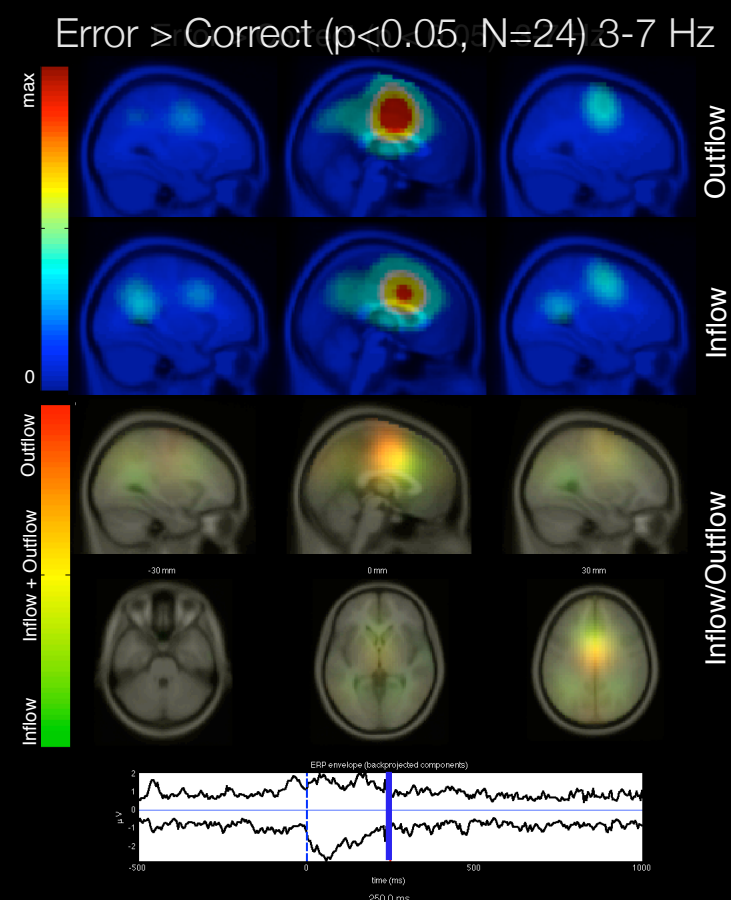 Error > Correct (p<0.05, N=24) 3-7 Hz
max
0
Outflow
Inflow
Outflow
Inflow + Outflow
Inflow
Inflow/Outflow
-30 mm
0 mm
30 mm
ERP envelope (backprojected components)
2
1
0
-1
-2
μV
-500
0
500
1000
time (ms)
250.0 ms